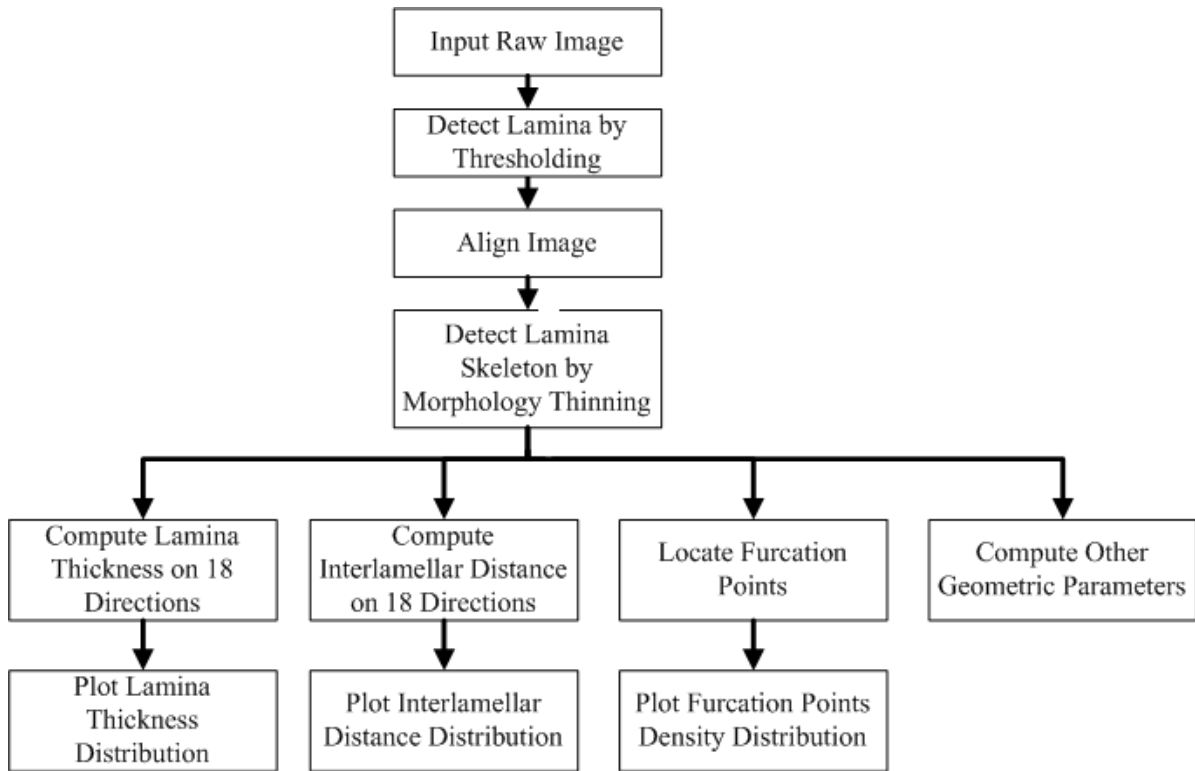 Input Raw Image
Detect Lamina by
Thresholding
Align Image
Detect Lamina
Skeleton by
Morphology Thinning
Compute Lamina
Thickness on 18
Directions
Compute
Interlamellar Distance
on 18 Directions
Locate Furcation
Points
Compute Other
Geometric Parameters
Plot Lamina
Thickness
Distribution
Plot Interlamellar
Distance Distribution
Plot Furcation Points
Density Distribution